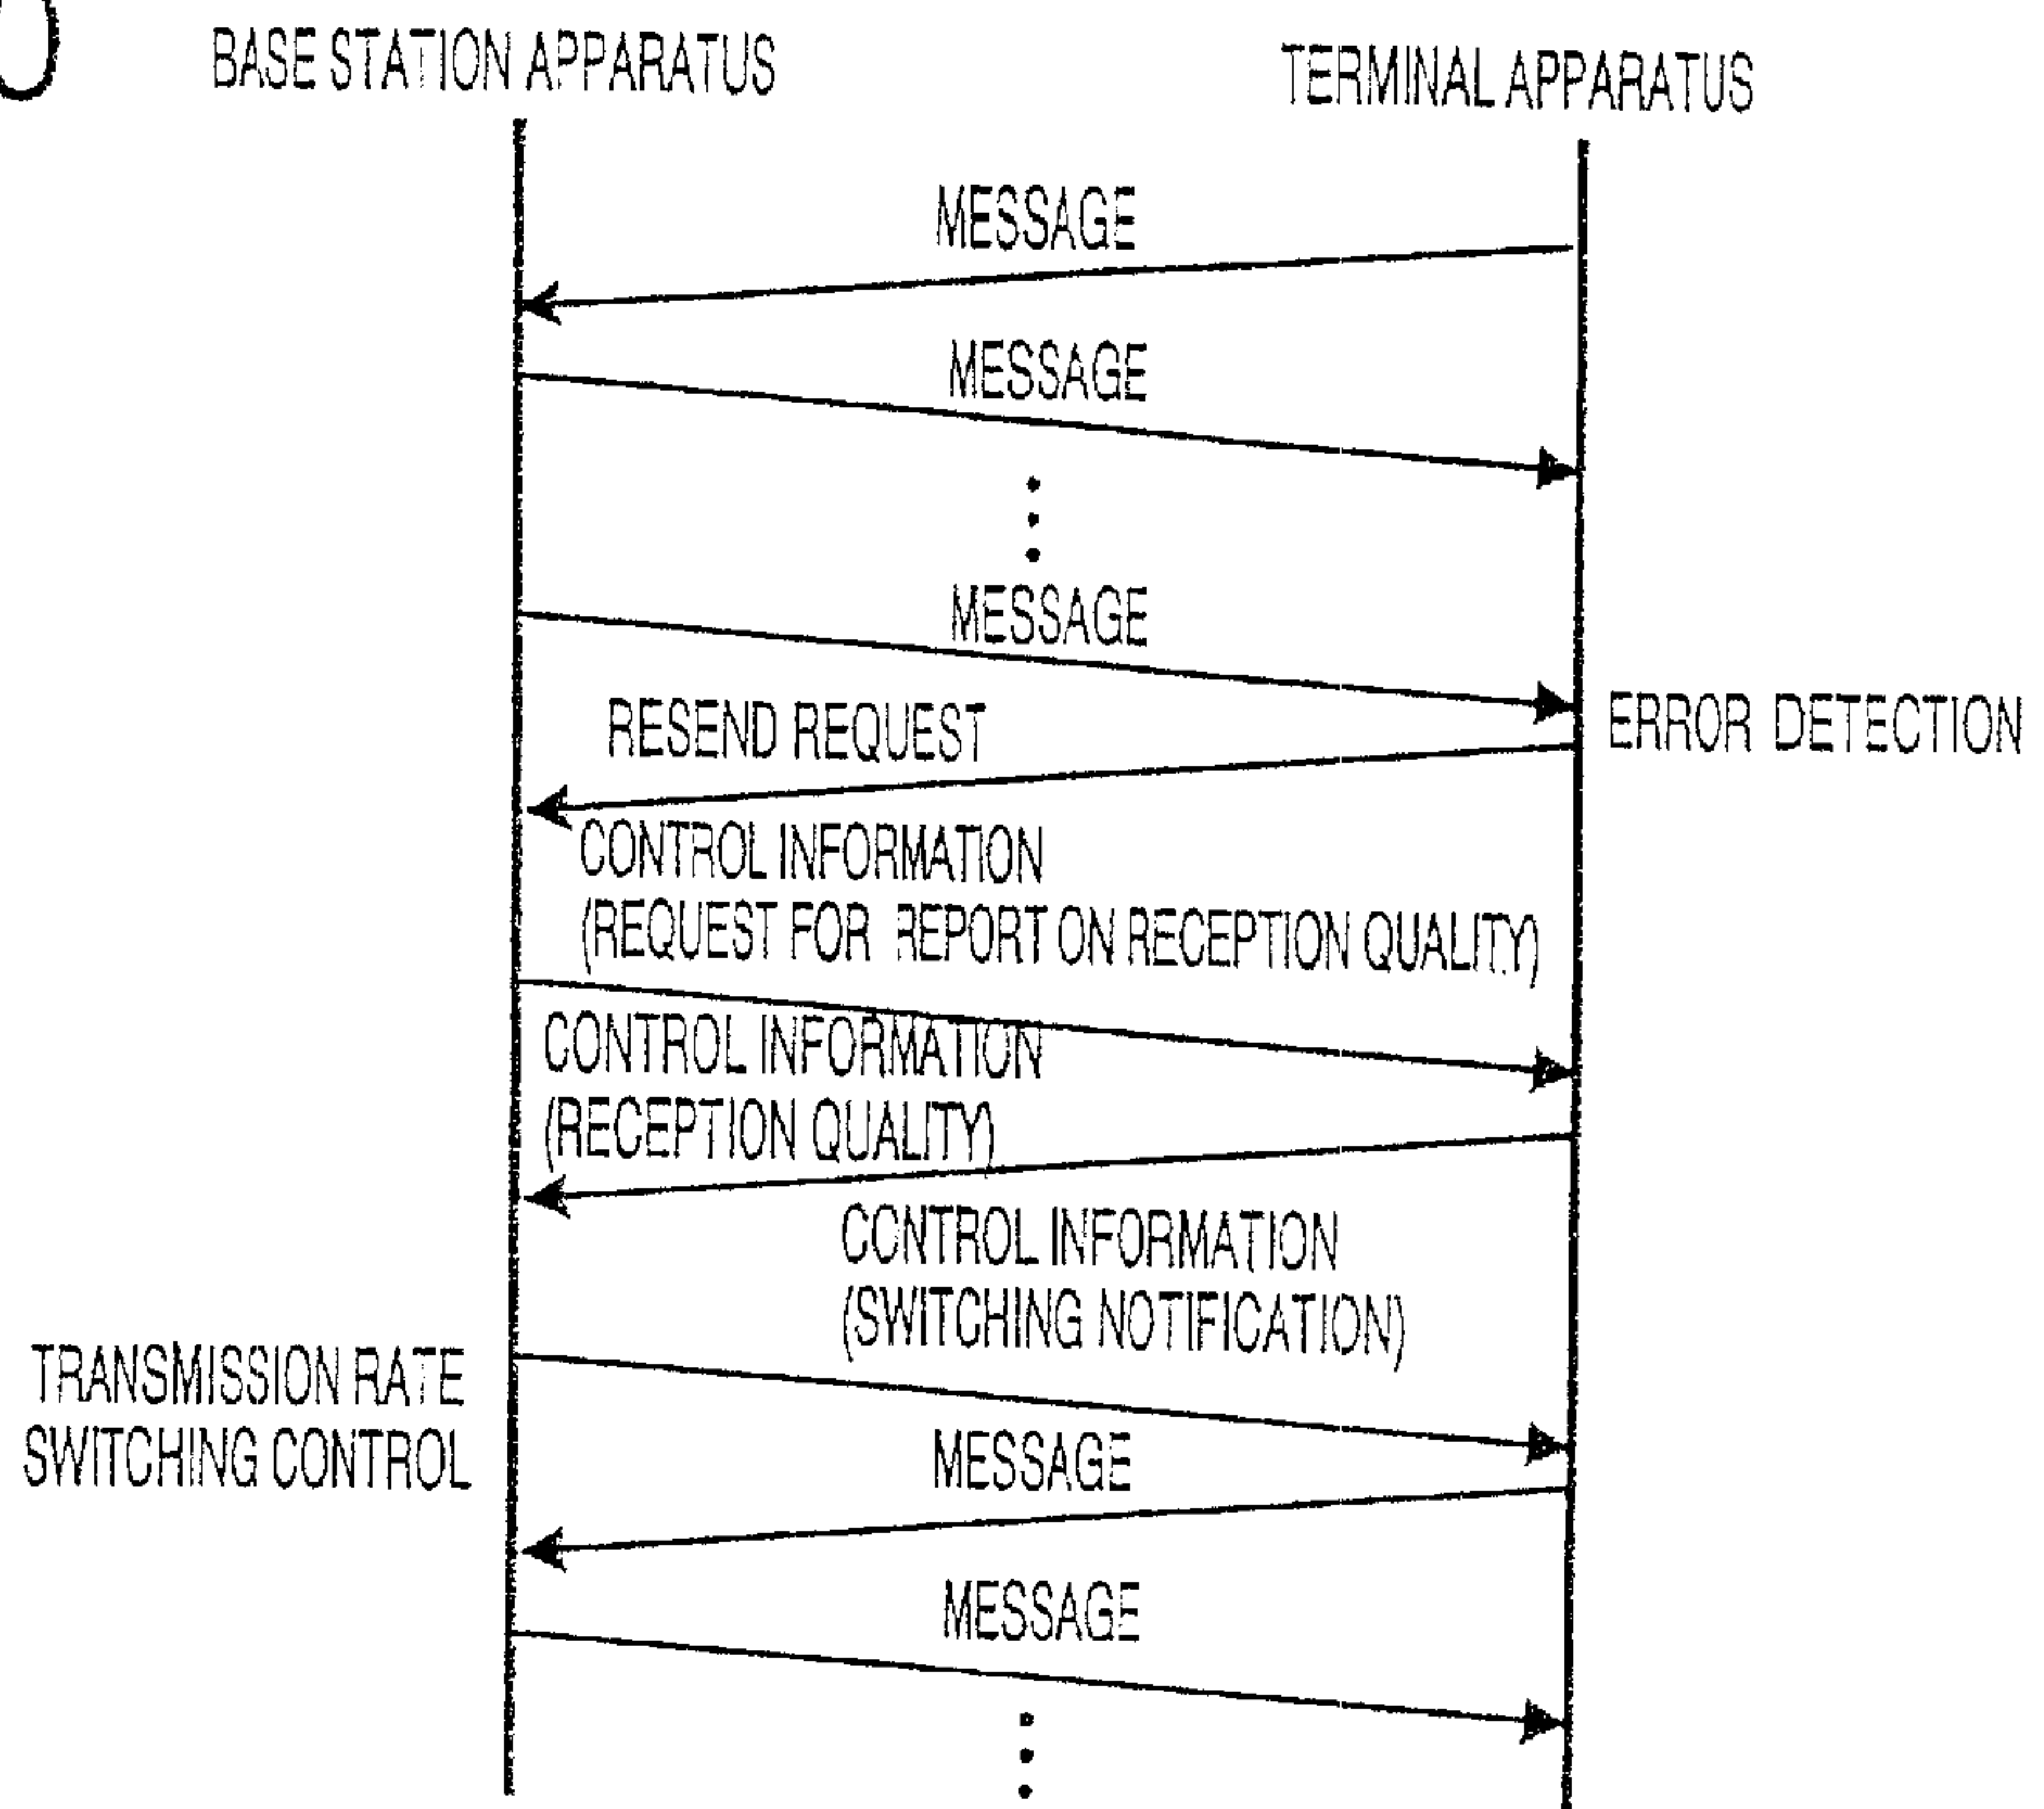 BASE STATION APPARATUS
TERMINAL APPARATUS
MESSAGE
MESSAGE
MESSAGE
ERROR DETECTION
RESEND REQUEST
CONTROL INFORMATION
(REQUEST FOR REPORT ON RECEPTION QUALITY)
CONTROL INFORMATION
(RECEPTION QUALITY)
CONTROL INFORMATION
(SWITCHING NOTIFICATION)
TRANSMISSION RATE
SWITCHING CONTROL
MESSAGE
MESSAGE